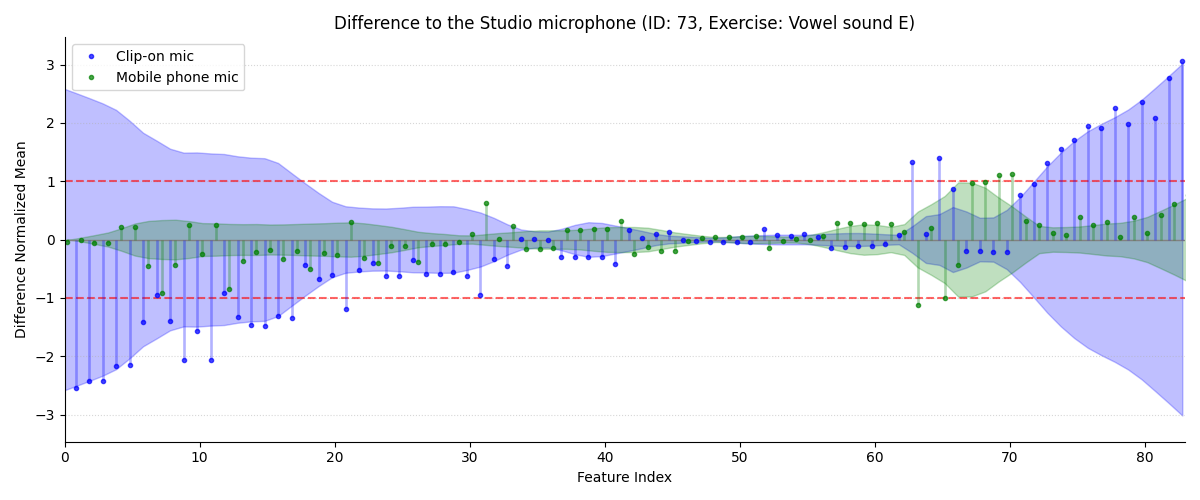 Difference to the Studio microphone (ID: 73, Exercise: Vowel sound E)
Clip-on mic
Mobile phone mic
Difference Normalized Mean
3
2
1
0
−1
−2
−3
0 10 20 30 40 50 60 70 80
Feature Index